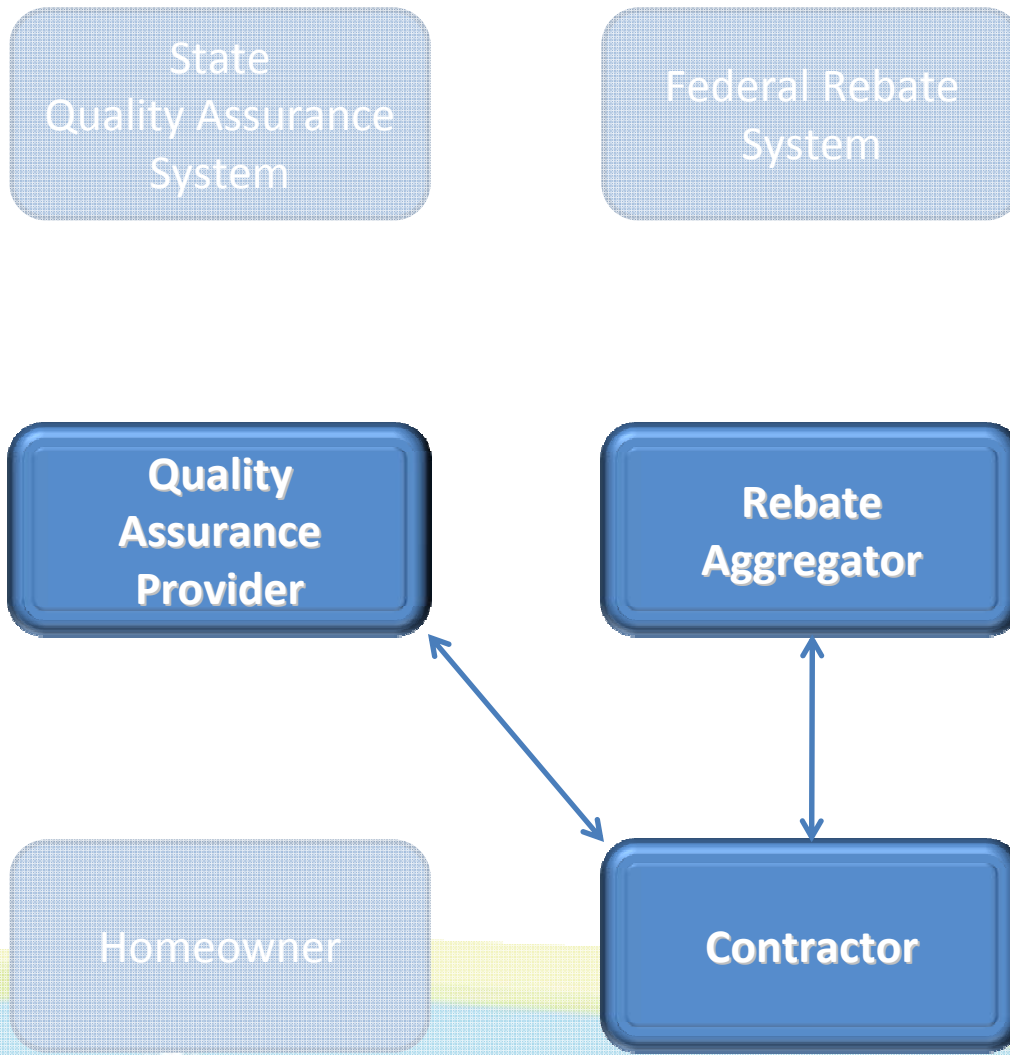 State
Quality Assurance
System
Federal Rebate
System
Quality
Assurance
Provider
Rebate
Aggregator
Homeowner
Contractor